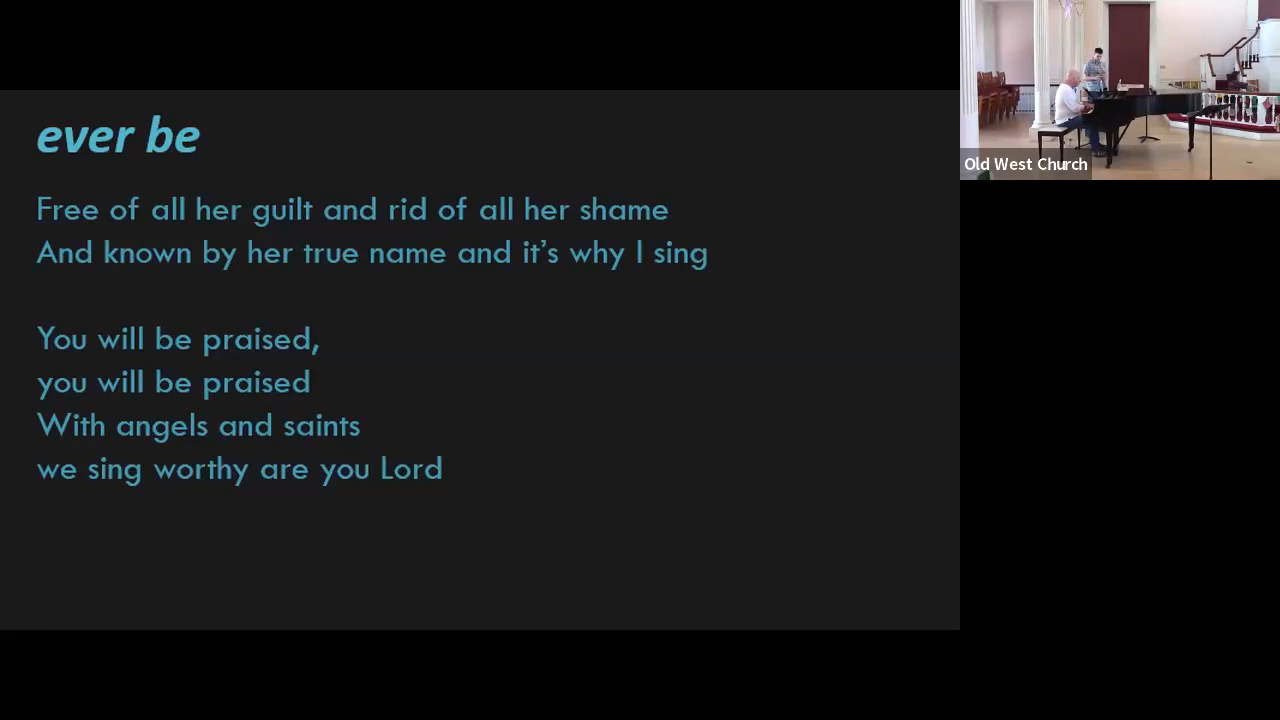 ever be
Free of all her guilt and rid of all her shame
And known by her true name and it's why I sing
You will be praised,
you will be praised
With angels and saints
we sing worthy are you Lord
Old West Church